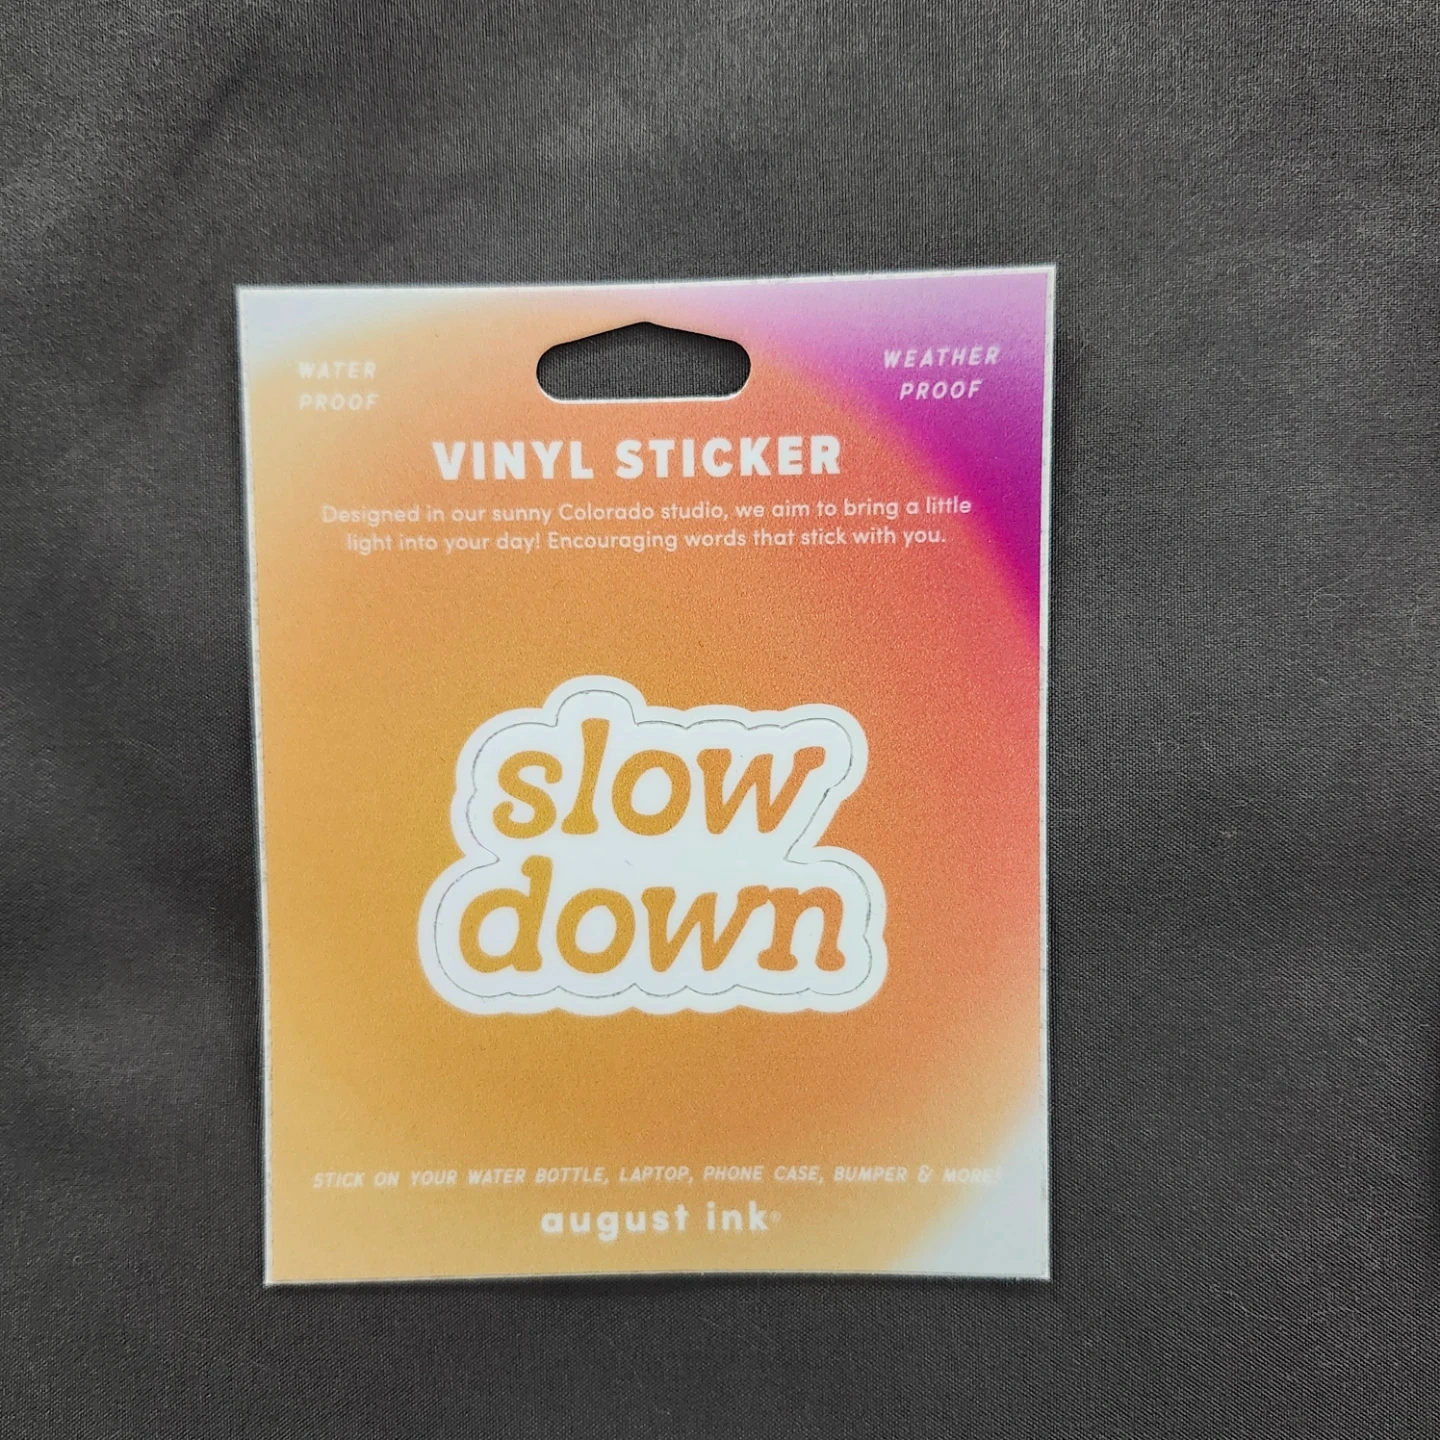 WATER
PROOF
WEATHER
PROOF
VINYL STICKER
Designed in our sunny Colorado studio, we aim to bring a little
light into your day! Encouraging words that stick with you.
slow
down
STICK ON YOUR WATER BOTTLE, LAPTOP, PHONE CASE, BUMPER & MORE!
august ink®